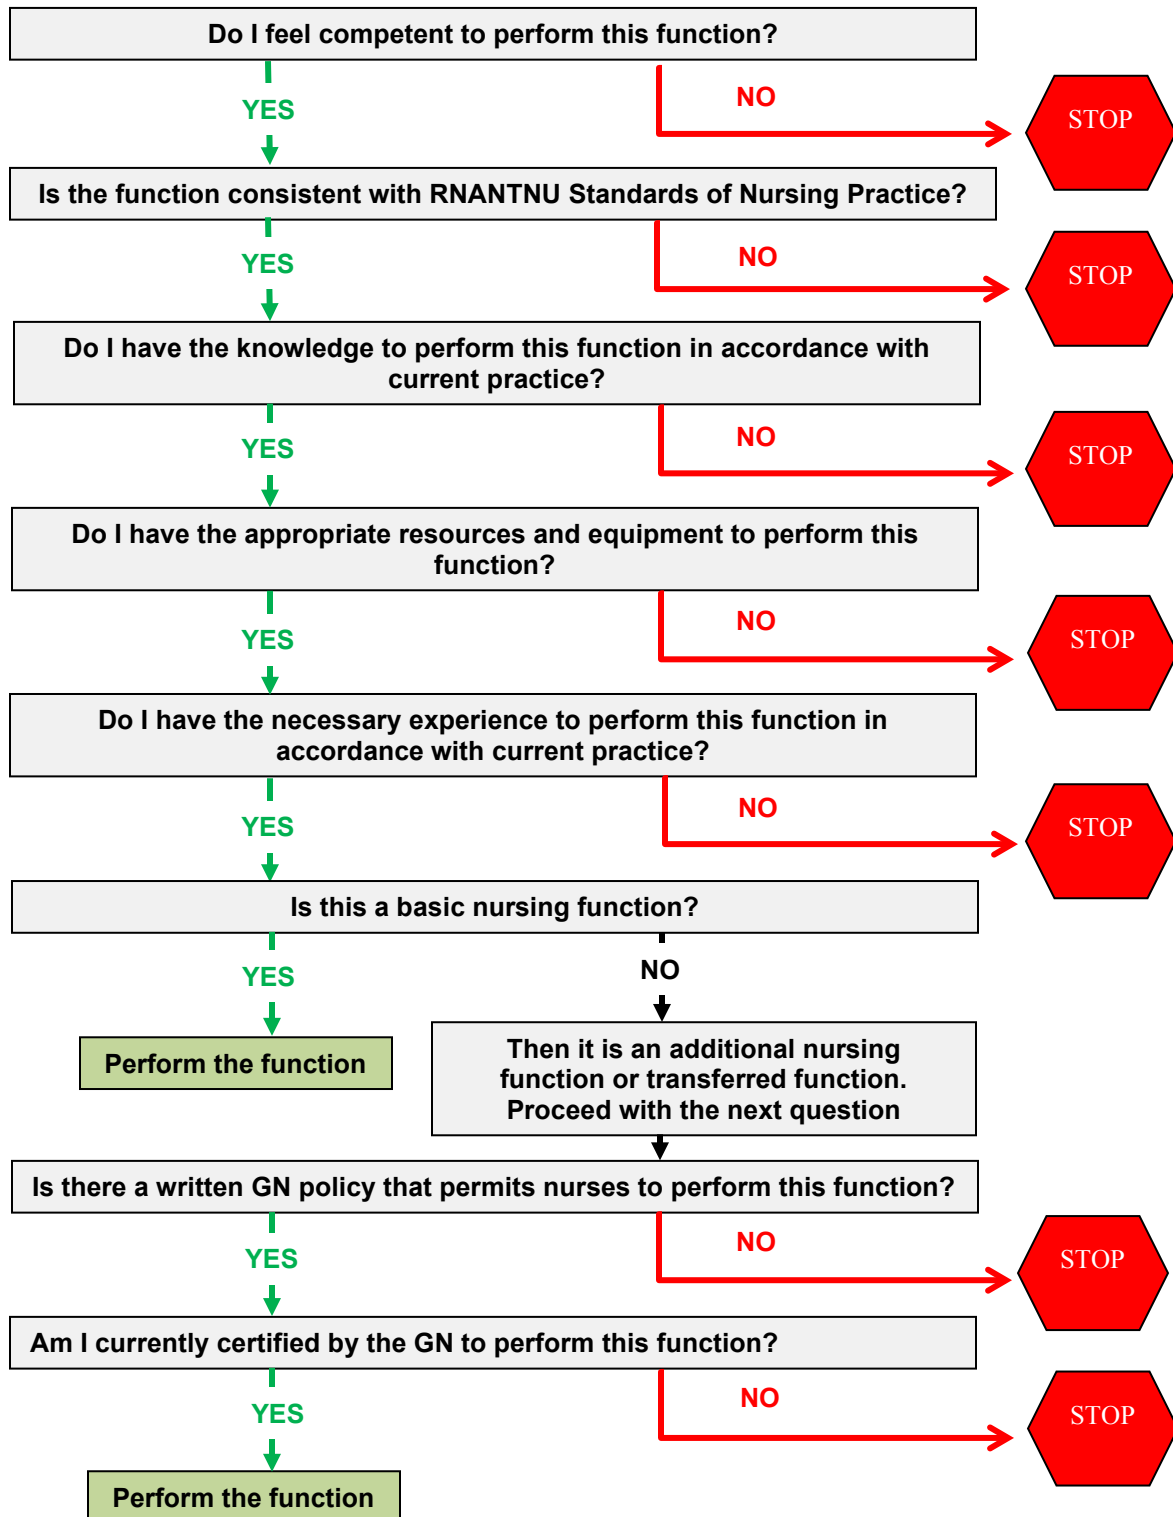 Do I feel competent to perform this function?
YES
NO
STOP
Is the function consistent with RNANTNU Standards of Nursing Practice?
YES
NO
STOP
Do I have the knowledge to perform this function in accordance with
current practice?
YES
NO
STOP
Do I have the appropriate resources and equipment to perform this
function?
YES
NO
STOP
Do I have the necessary experience to perform this function in
accordance with current practice?
YES
NO
STOP
Is this a basic nursing function?
YES
NO
Perform the function
Then it is an additional nursing
function or transferred function.
Proceed with the next question
Is there a written GN policy that permits nurses to perform this function?
YES
NO
STOP
Am I currently certified by the GN to perform this function?
YES
NO
STOP
Perform the function